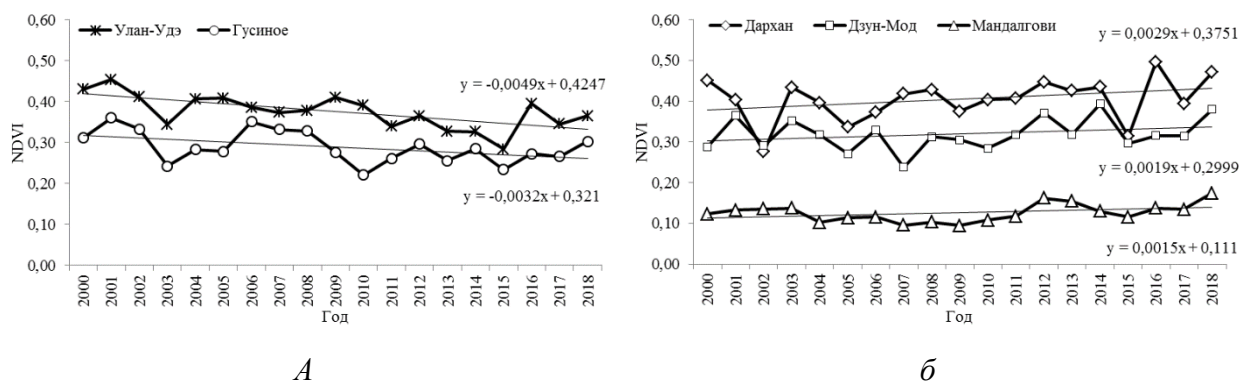 0,60
0,50
0,40
0,30
0,20
0,10
0,00
NDVI
Улан-Удэ Гусиное
y = -0,0049x + 0,4247
y = -0,0032x + 0,321
2000 2001 2002 2003 2004 2005 2006 2007 2008 2009 2010 2011 2012 2013 2014 2015 2016 2017 2018
Год
А
0,60
0,50
0,40
0,30
0,20
0,10
0,00
NDVI
Дархан Дзун-Мод Мандалгови
y = 0,0029x + 0,3751
y = 0,0019x + 0,2999
y = 0,0015x + 0,111
2000 2001 2002 2003 2004 2005 2006 2007 2008 2009 2010 2011 2012 2013 2014 2015 2016 2017 2018
Год
б